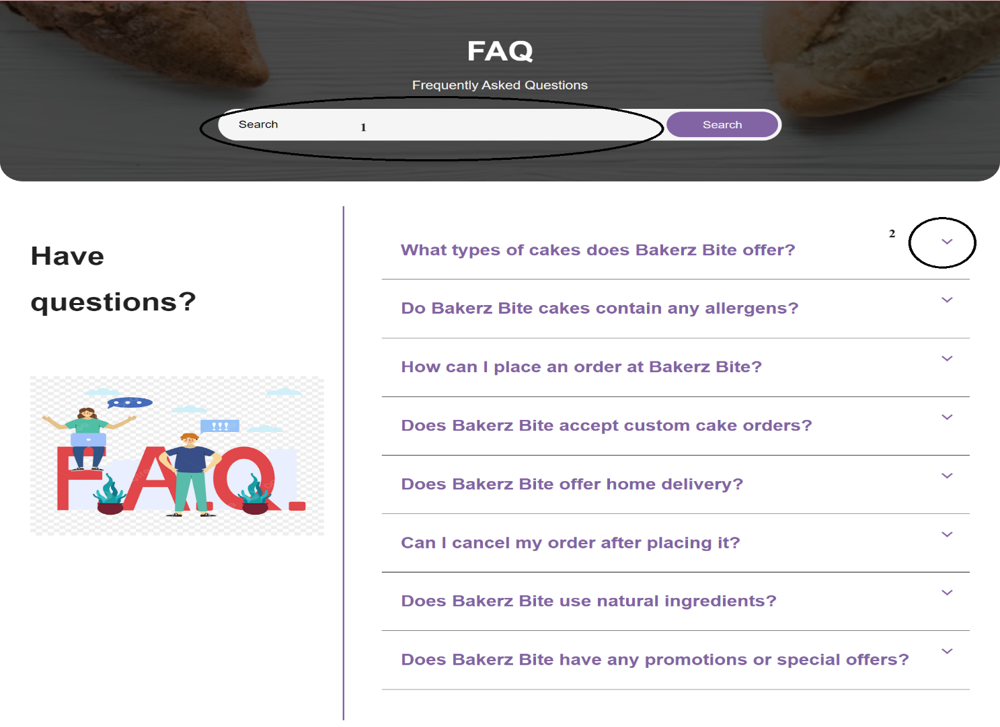 FAQ
Frequently Asked Questions
Search 1 Search
Have
questions?
!!!
F.A.Q.
2
What types of cakes does Bakerz Bite offer?
Do Bakerz Bite cakes contain any allergens?
How can I place an order at Bakerz Bite?
Does Bakerz Bite accept custom cake orders?
Does Bakerz Bite offer home delivery?
Can I cancel my order after placing it?
Does Bakerz Bite use natural ingredients?
Does Bakerz Bite have any promotions or special offers?